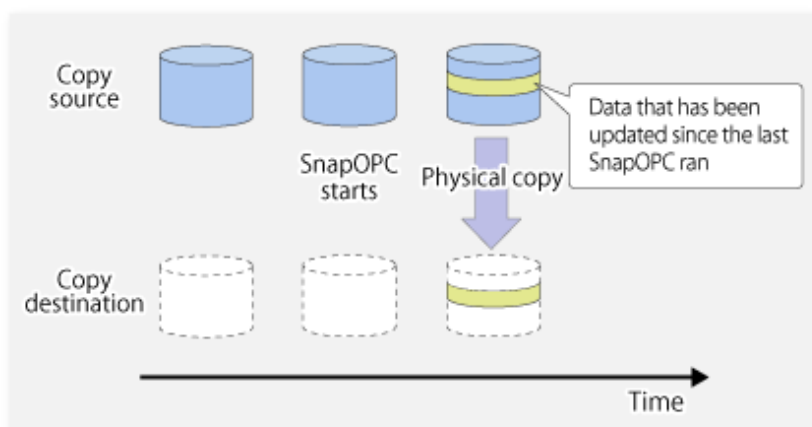 Copy
source
Data that has been
updated since the last
SnapOPC ran
SnapOPC
starts
Physical copy
Copy
destination
Time